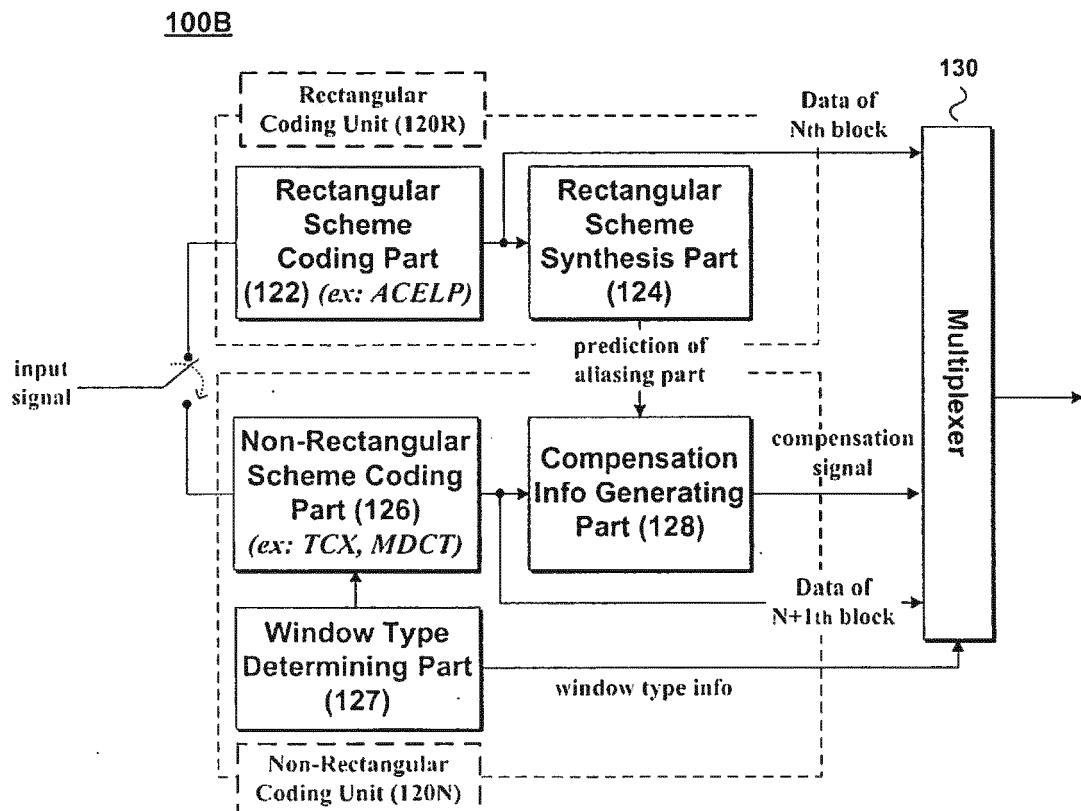 100B
130
Rectangular
Coding Unit (120R)
Data of
Nth block
Rectangular
Scheme
Coding Part
(122) (ex: ACELP)
Rectangular
Scheme
Synthesis Part
(124)
Multiplexer
prediction of
aliasing part
input
signal
Non-Rectangular
Scheme Coding
Part (126)
(ex: TCX, MDCT)
Compensation
Info Generating
Part (128)
compensation
signal
Data of
N+1th block
Window Type
Determining Part
(127)
window type info
Non-Rectangular
Coding Unit (120N)